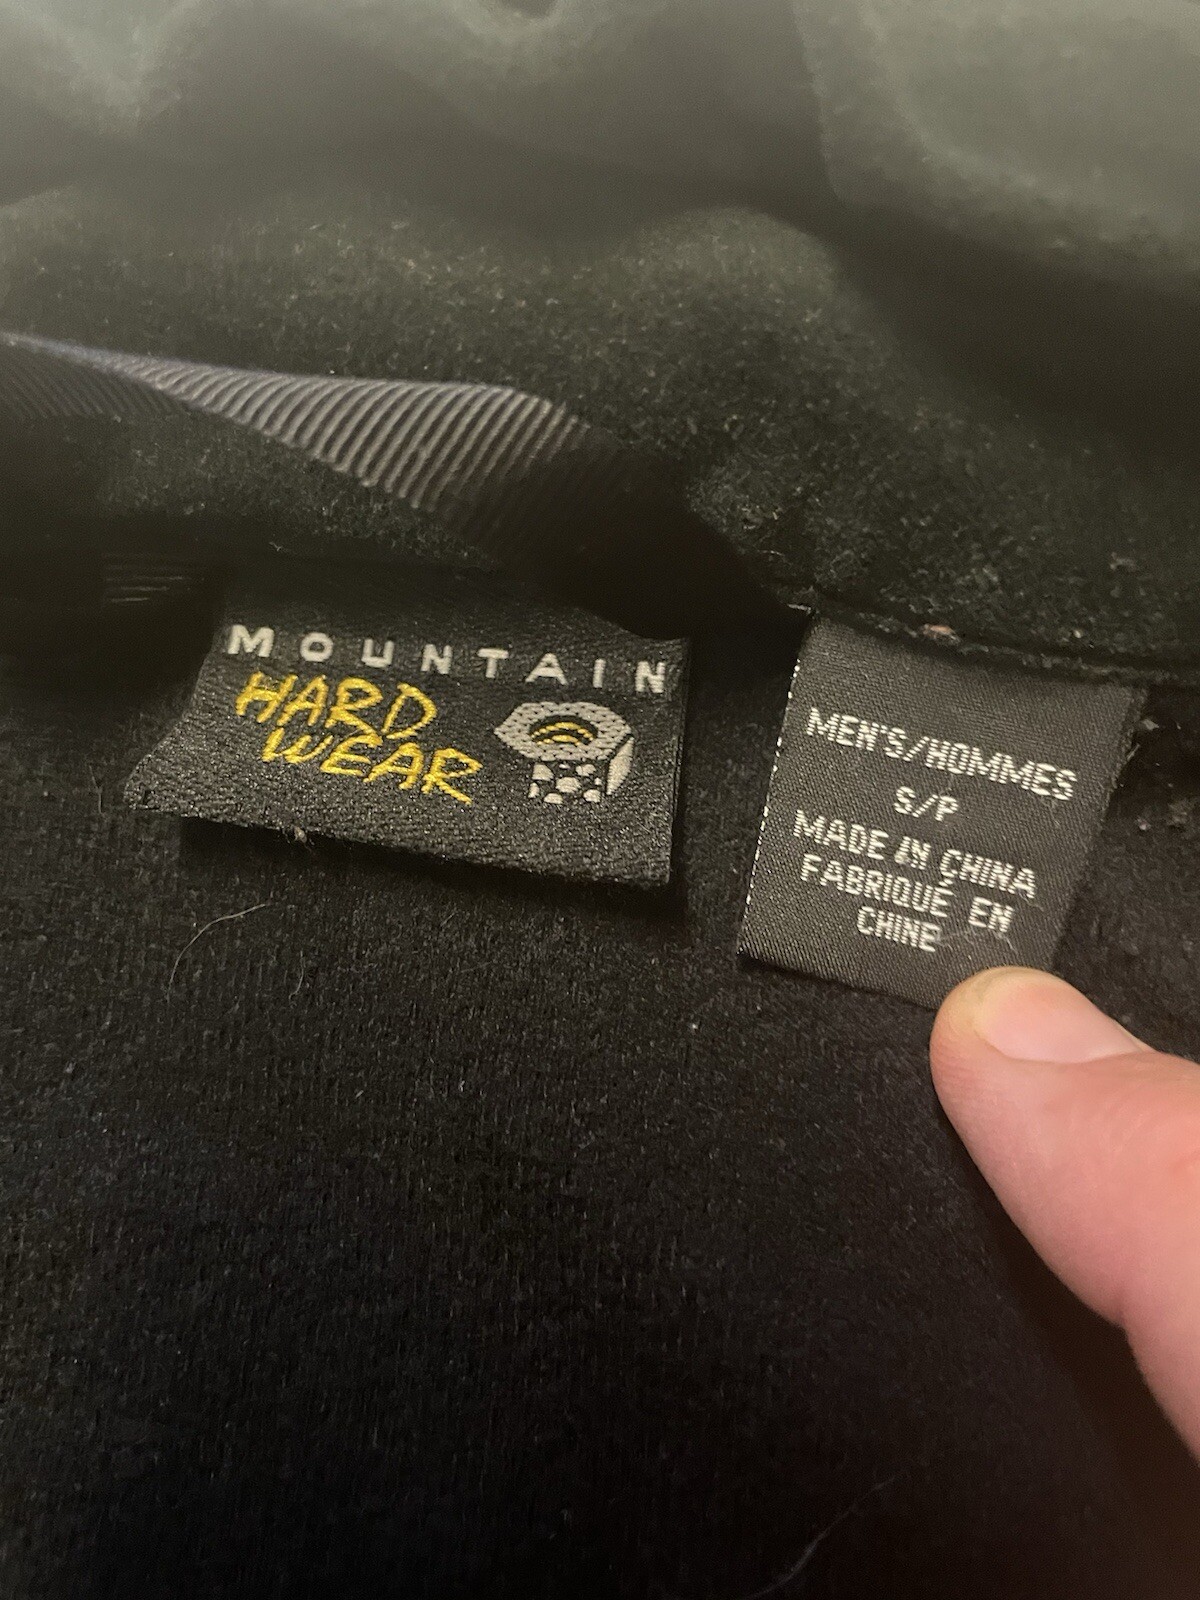 MOUNTAIN
HARD
WEAR
MEN'S/HOMMES
S/P
MADE IN CHINA
FABRIQUÉ EN
CHINE